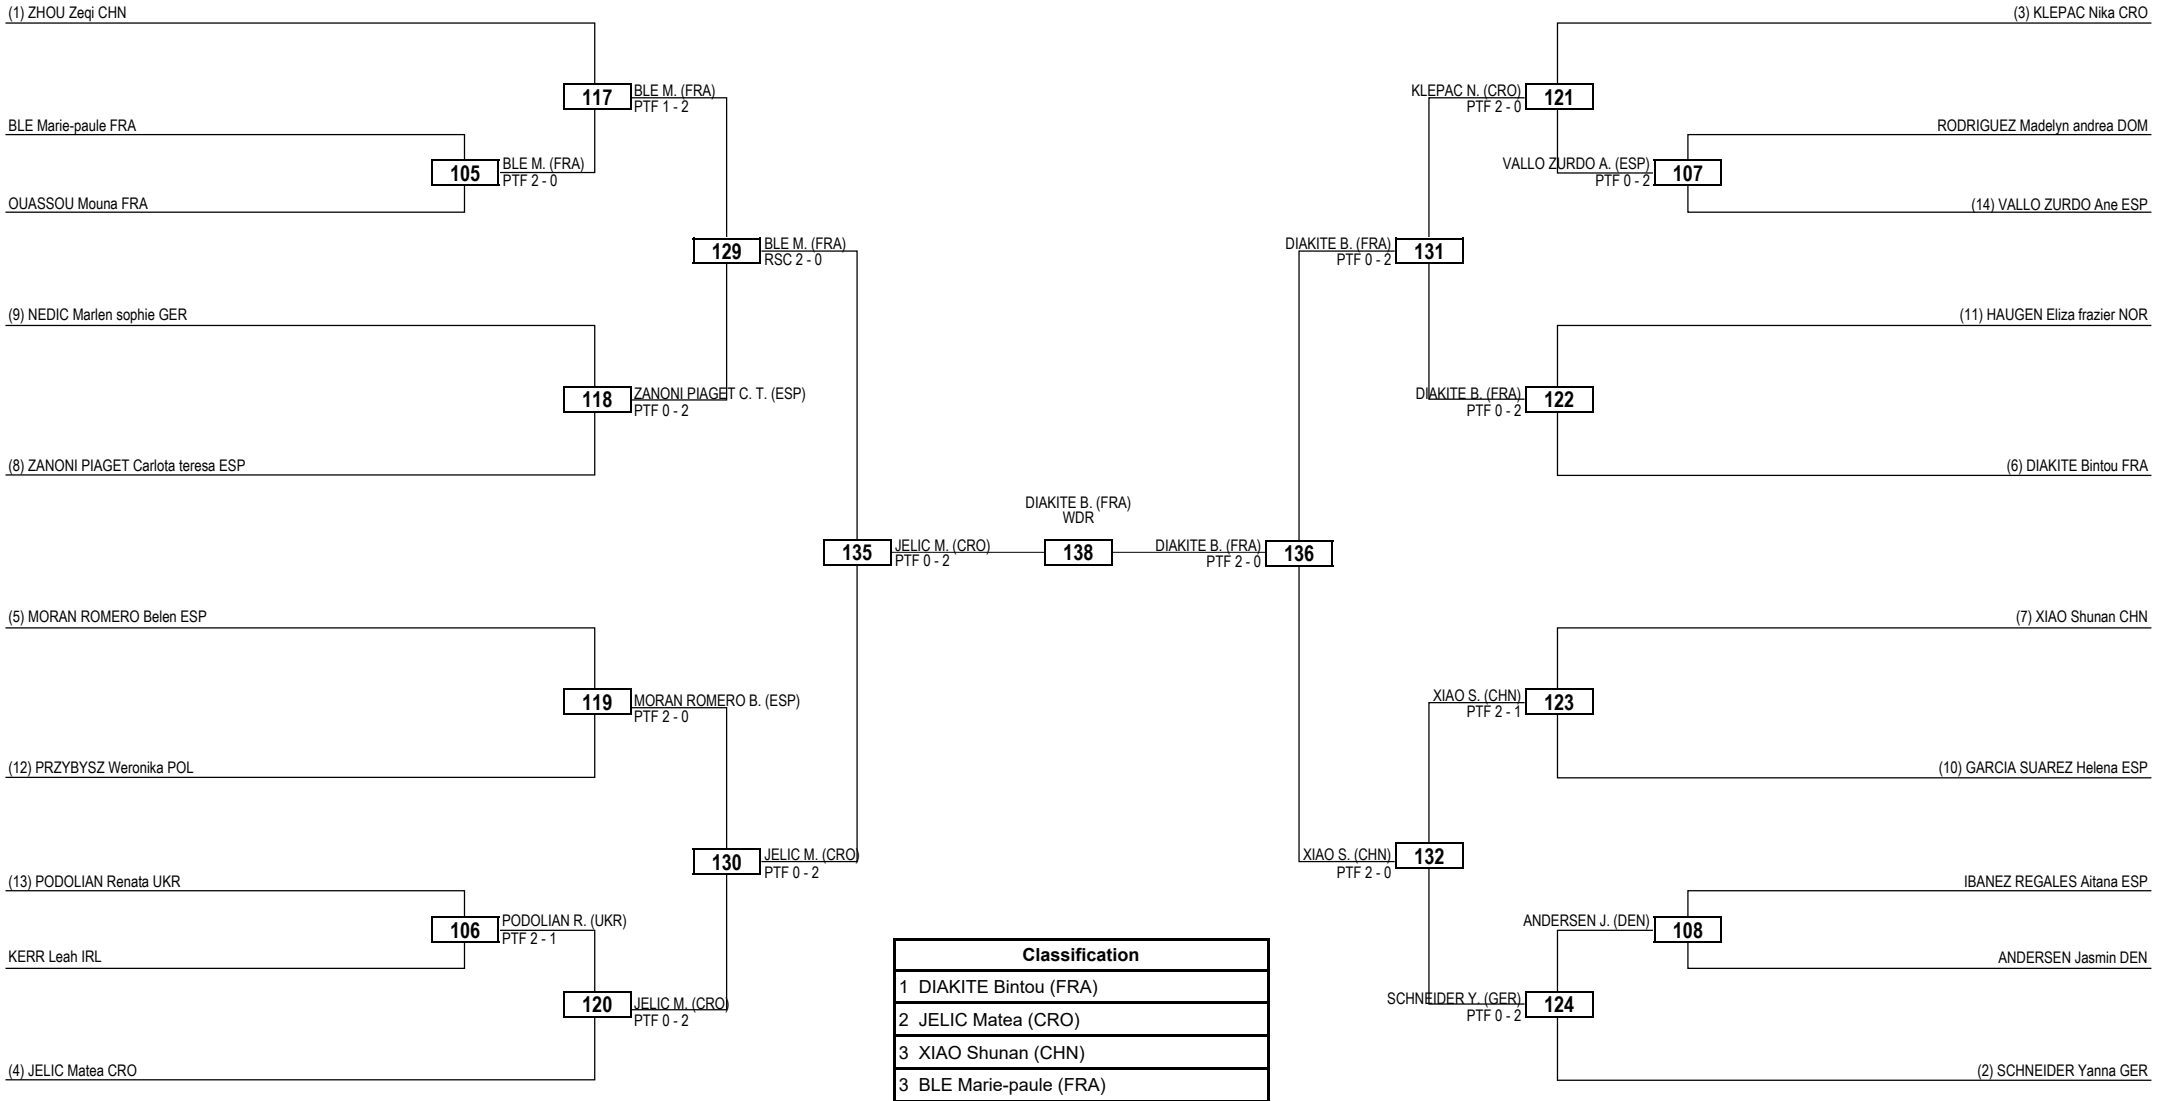 (1) ZHOU Zeqi CHN
117
BLE M. (FRA)
PTF 1 - 2
BLE Marie-paule FRA
105
BLE M. (FRA)
PTF 2 - 0
OUASSOU Mouna FRA
129
BLE M. (FRA)
RSC 2 - 0
(9) NEDIC Marlen sophie GER
118
ZANONI PIAGET C. T. (ESP)
PTF 0 - 2
(8) ZANONI PIAGET Carlota teresa ESP
135
JELIC M. (CRO)
PTF 0 - 2
(5) MORAN ROMERO Belen ESP
119
MORAN ROMERO B. (ESP)
PTF 2 - 0
(12) PRZYBYSZ Weronika POL
130
JELIC M. (CRO)
PTF 0 - 2
(13) PODOLIAN Renata UKR
106
PODOLIAN R. (UKR)
PTF 2 - 1
KERR Leah IRL
120
JELIC M. (CRO)
PTF 0 - 2
(4) JELIC Matea CRO
DIAKITE B. (FRA)
WDR
138
(3) KLEPAC Nika CRO
KLEPAC N. (CRO)
PTF 2 - 0
121
RODRIGUEZ Madelyn andrea DOM
VALLO ZURDO A. (ESP)
PTF 0 - 2
107
(14) VALLO ZURDO Ane ESP
DIAKITE B. (FRA)
PTF 0 - 2
131
(11) HAUGEN Eliza frazier NOR
DIAKITE B. (FRA)
PTF 0 - 2
122
(6) DIAKITE Bintou FRA
DIAKITE B. (FRA)
PTF 2 - 0
136
(7) XIAO Shunan CHN
XIAO S. (CHN)
PTF 2 - 1
123
(10) GARCIA SUAREZ Helena ESP
XIAO S. (CHN)
PTF 2 - 0
132
IBANEZ REGALES Aitana ESP
ANDERSEN J. (DEN)
108
ANDERSEN Jasmin DEN
SCHNEIDER Y. (GER)
PTF 0 - 2
124
(2) SCHNEIDER Yanna GER
Classification
1 DIAKITE Bintou (FRA)
2 JELIC Matea (CRO)
3 XIAO Shunan (CHN)
3 BLE Marie-paule (FRA)